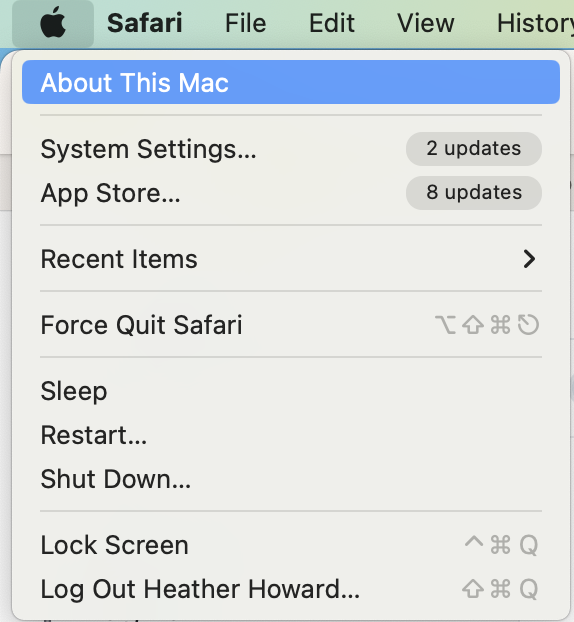 Safari File Edit View History
About This Mac
System Settings... 2 updates
App Store... 8 updates
Recent Items
Force Quit Safari ⌥⇧⌘⎋
Sleep
Restart...
Shut Down...
Lock Screen ^⌘Q
Log Out Heather Howard... ⇧⌘Q